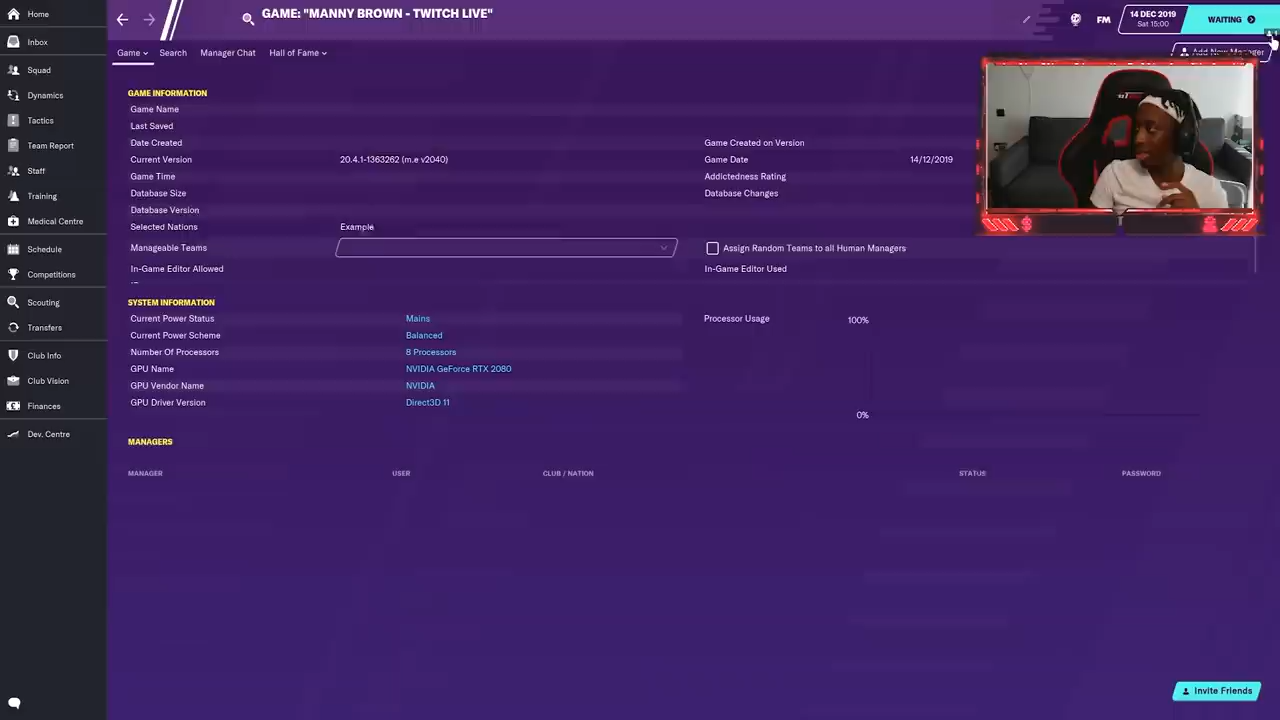 GAME: "MANNY BROWN - TWITCH LIVE"
FM
14 DEC 2019
Sat 15:00
WAITING
Home
Inbox
Squad
Dynamics
Tactics
Team Report
Staff
Training
Medical Centre
Schedule
Competitions
Scouting
Transfers
Club Info
Club Vision
Finances
Dev. Centre
Game
Search
Manager Chat
Hall of Fame
Add New Manager
GAME INFORMATION
Game Name
Last Saved
Date Created
Game Created on Version
Current Version 20.4.1-1363262 (m.e v2040)
Game Date 14/12/2019
Game Time
Addictedness Rating
Database Size
Database Changes
Database Version
Selected Nations Example
Manageable Teams
Assign Random Teams to all Human Managers
In-Game Editor Allowed
In-Game Editor Used
SYSTEM INFORMATION
Current Power Status Mains
Processor Usage 100%
Current Power Scheme Balanced
Number Of Processors 8 Processors
GPU Name NVIDIA GeForce RTX 2080
GPU Vendor Name NVIDIA
GPU Driver Version Direct3D 11
0%
MANAGERS
MANAGER USER CLUB / NATION STATUS PASSWORD
Invite Friends